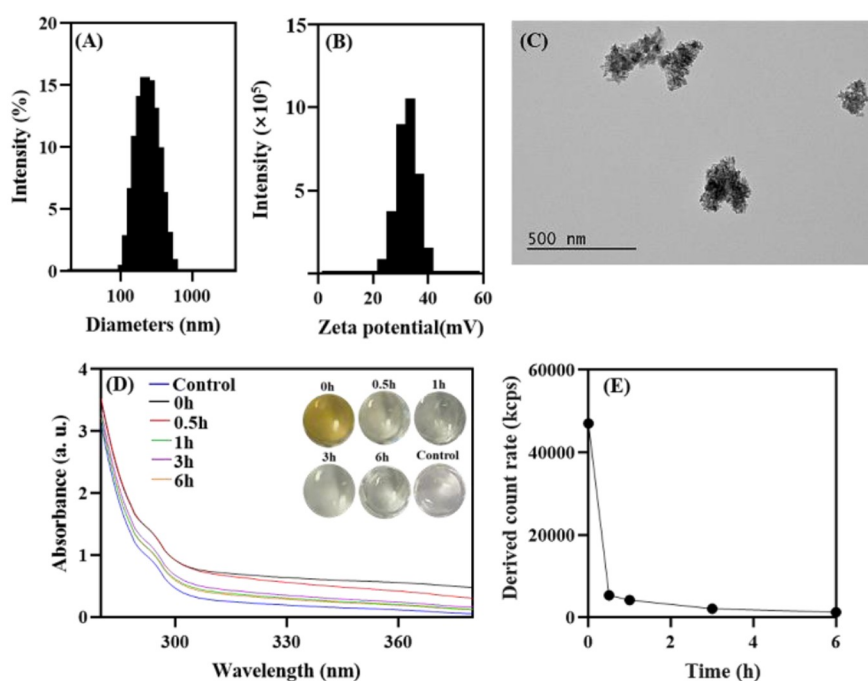 (A)
20
15
10
5
0
Intensity (%)
100
1000
Diameters (nm)
(B)
15
10
5
Intensity (×10⁵)
0
20
40
60
Zeta potential(mV)
(C)
500 nm
(D)
4
3
2
1
0
Absorbance (a. u.)
Control
0h
0.5h
1h
3h
6h
0h
0.5h
1h
3h
6h
Control
300
330
360
Wavelength (nm)
(E)
60000
40000
20000
0
Derived count rate (kcps)
0
2
4
6
Time (h)